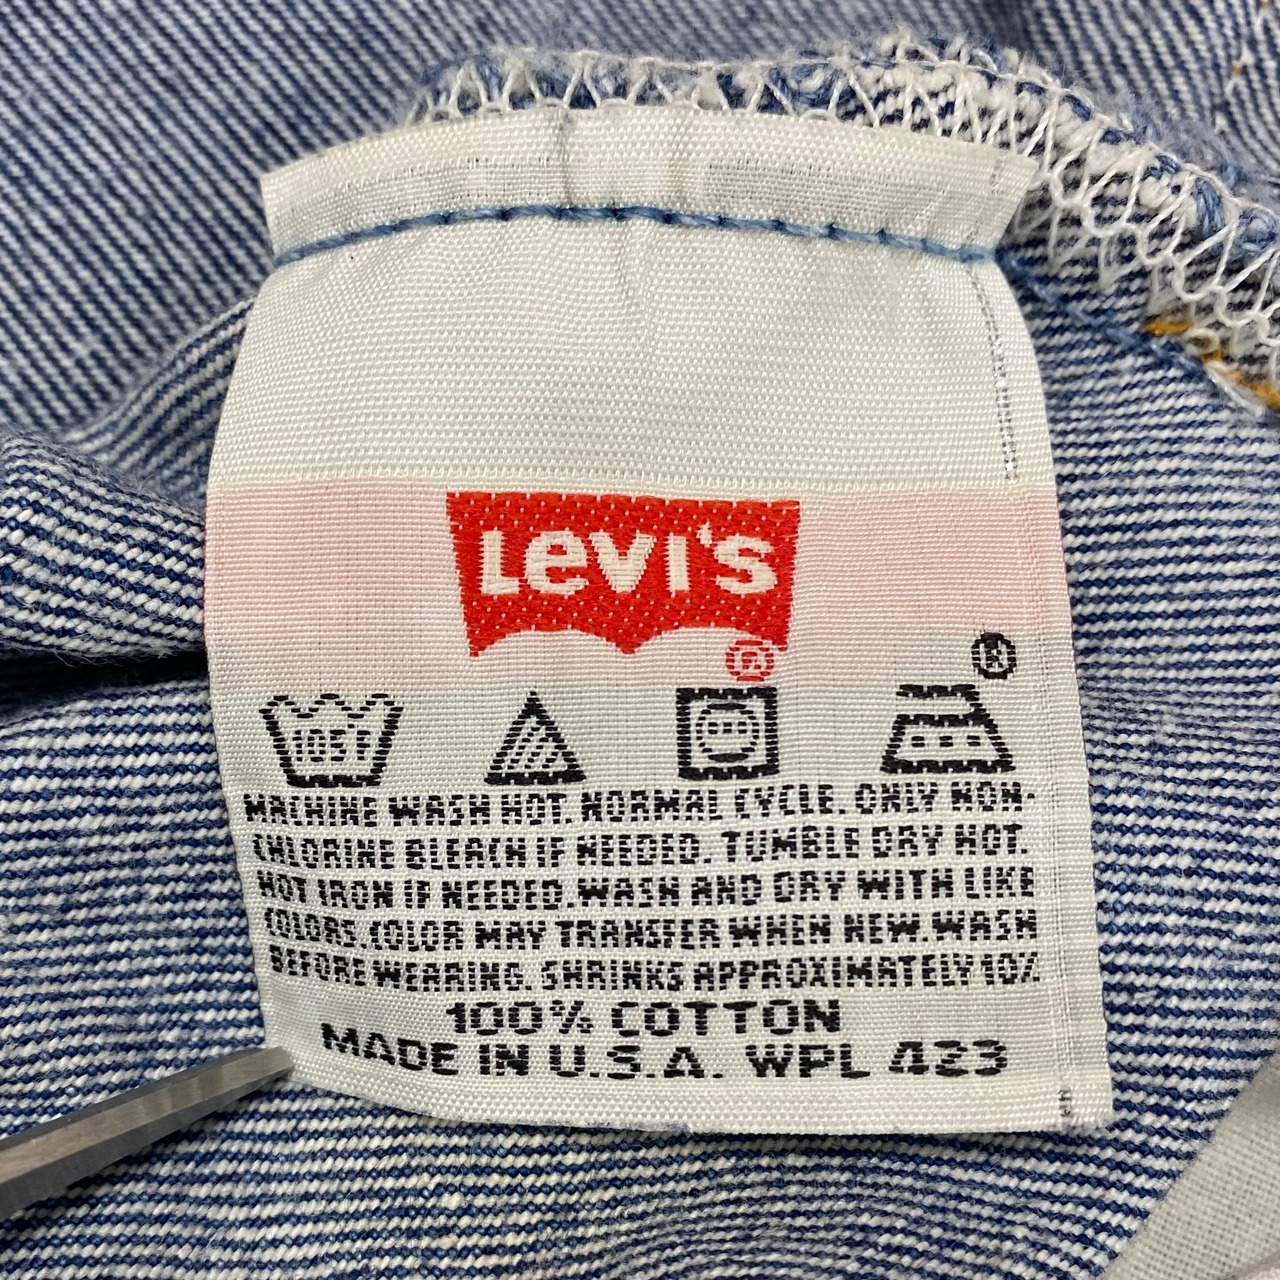 Levi's
®
®
105 F
MACHINE WASH HOT. NORMAL CYCLE. ONLY NON-
CHLORINE BLEACH IF NEEDED. TUMBLE DRY HOT.
HOT IRON IF NEEDED. WASH AND DRY WITH LIKE
COLORS. COLOR MAY TRANSFER WHEN NEW. WASH
BEFORE WEARING. SHRINKS APPROXIMATELY 10%
100% COTTON
MADE IN U.S.A. WPL 423